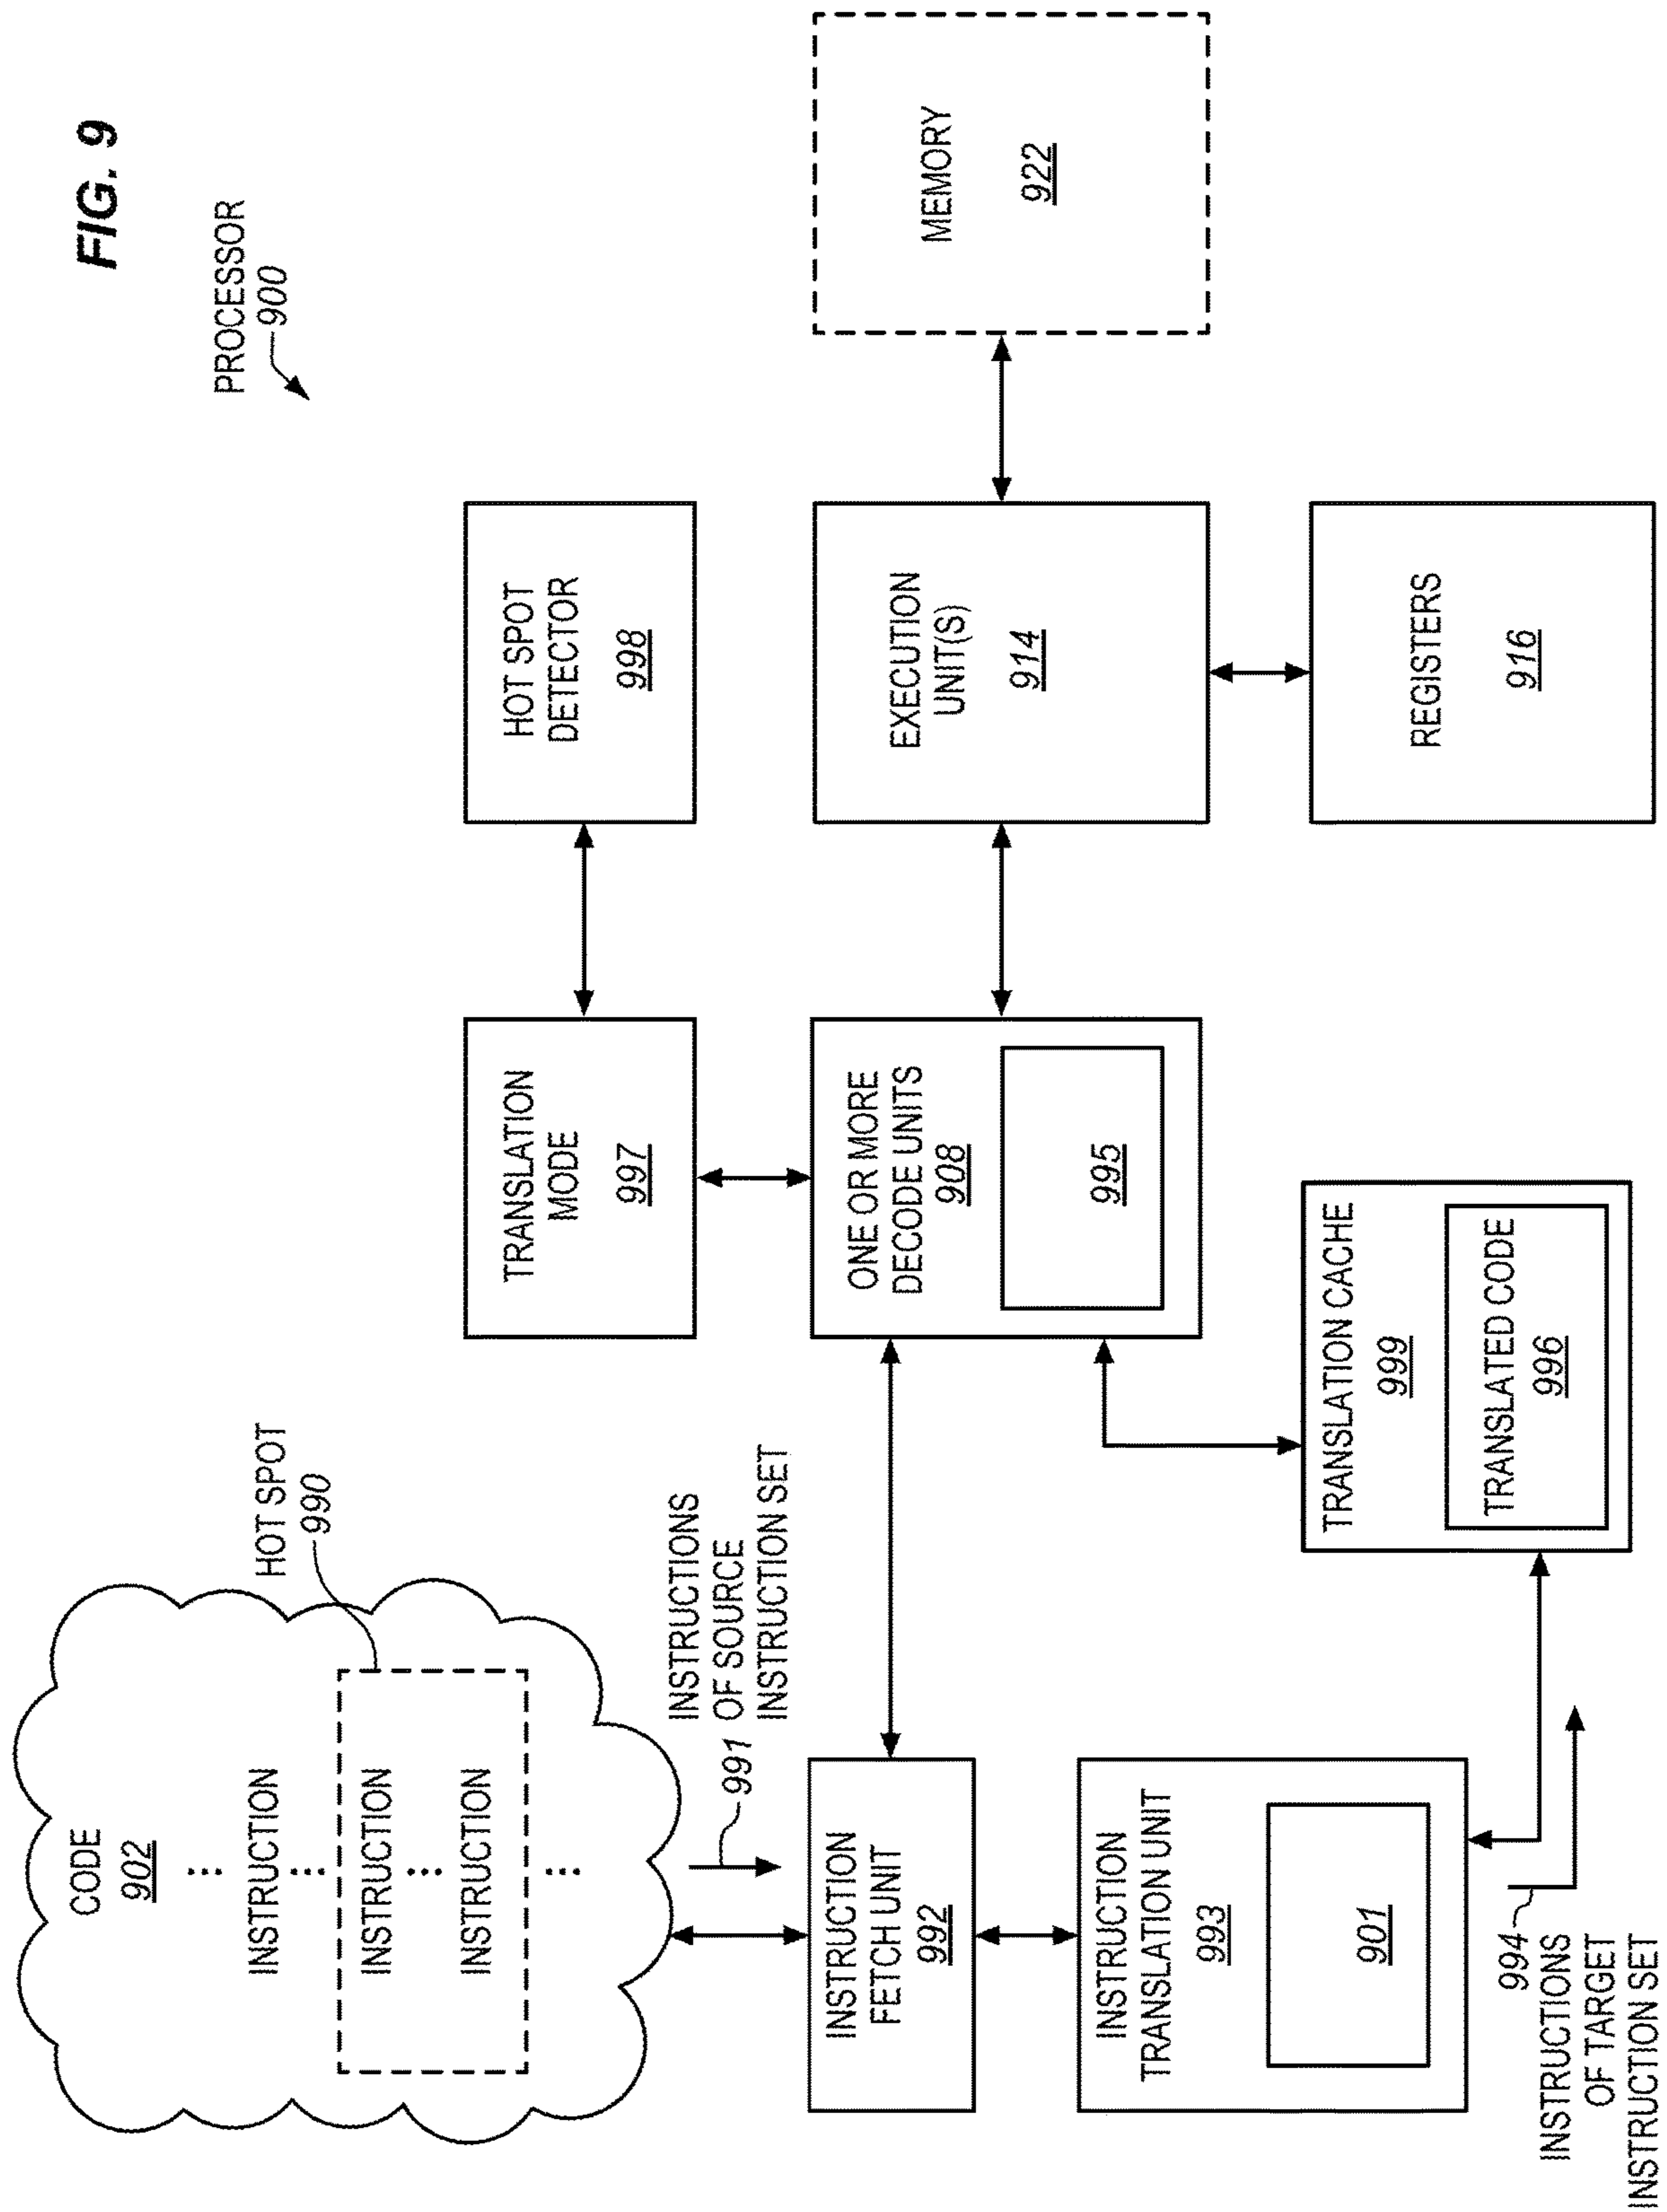 FIG. 9
PROCESSOR
900
CODE
902
⋮
INSTRUCTION
⋮
INSTRUCTION
⋮
INSTRUCTION
⋮
HOT SPOT
990
991
INSTRUCTIONS
OF SOURCE
INSTRUCTION SET
INSTRUCTION
FETCH UNIT
992
INSTRUCTION
TRANSLATION UNIT
993
901
994
INSTRUCTIONS
OF TARGET
INSTRUCTION SET
TRANSLATION
MODE
997
HOT SPOT
DETECTOR
998
ONE OR MORE
DECODE UNITS
908
995
TRANSLATION CACHE
999
TRANSLATED CODE
996
EXECUTION
UNIT(S)
914
REGISTERS
916
MEMORY
922